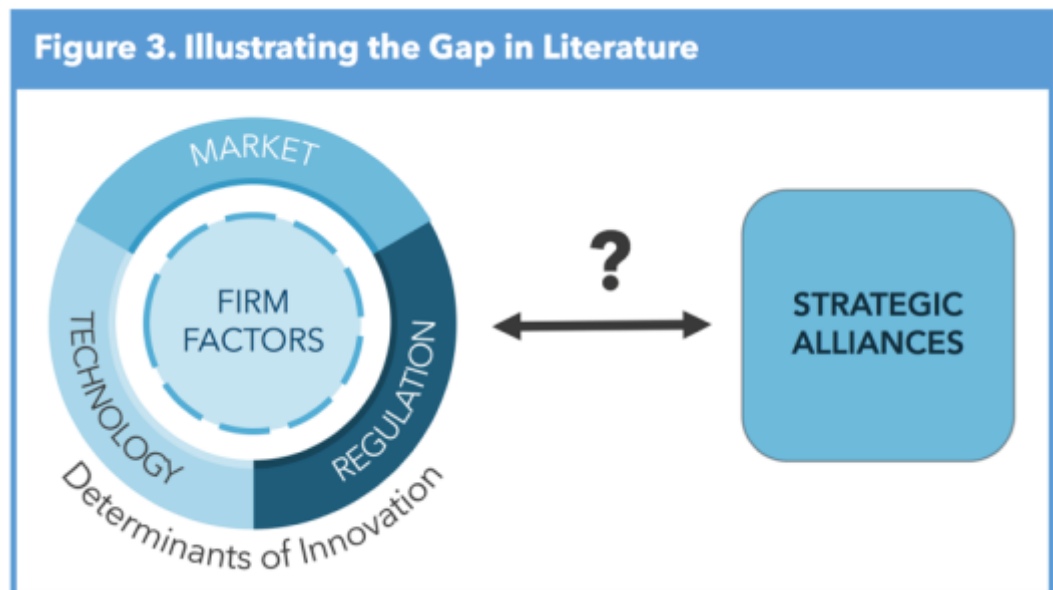 Figure 3. Illustrating the Gap in Literature
MARKET
TECHNOLOGY
REGULATION
FIRM
FACTORS
Determinants of Innovation
?
STRATEGIC
ALLIANCES